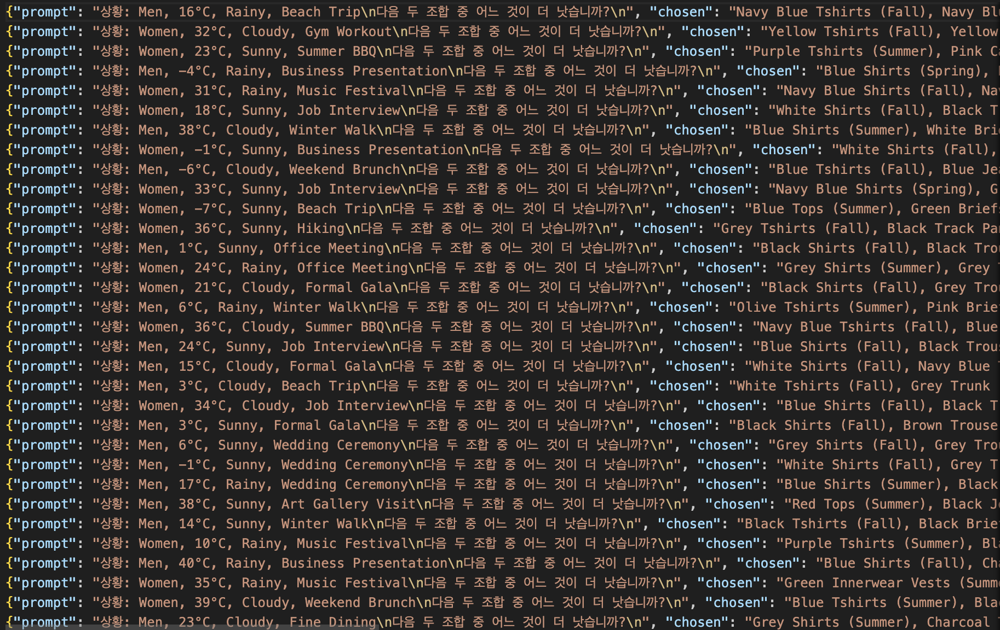 {"prompt": "상황: Men, 16°C, Rainy, Beach Trip\n다음 두 조합 중 어느 것이 더 낫습니까?\n", "chosen": "Navy Blue Tshirts (Fall), Navy
{"prompt": "상황: Women, 32°C, Cloudy, Gym Workout\n다음 두 조합 중 어느 것이 더 낫습니까?\n", "chosen": "Yellow Tshirts (Fall), Yellow
{"prompt": "상황: Women, 23°C, Sunny, Summer BBQ\n다음 두 조합 중 어느 것이 더 낫습니까?\n", "chosen": "Purple Tshirts (Summer), Pink
{"prompt": "상황: Men, −4°C, Rainy, Business Presentation\n다음 두 조합 중 어느 것이 더 낫습니까?\n", "chosen": "Blue Shirts (Spring),
{"prompt": "상황: Women, 31°C, Rainy, Music Festival\n다음 두 조합 중 어느 것이 더 낫습니까?\n", "chosen": "Navy Blue Shirts (Fall),
{"prompt": "상황: Women, 18°C, Sunny, Job Interview\n다음 두 조합 중 어느 것이 더 낫습니까?\n", "chosen": "White Shirts (Fall), Black T
{"prompt": "상황: Men, 38°C, Cloudy, Winter Walk\n다음 두 조합 중 어느 것이 더 낫습니까?\n", "chosen": "Blue Shirts (Summer), White Bri
{"prompt": "상황: Women, −1°C, Sunny, Business Presentation\n다음 두 조합 중 어느 것이 더 낫습니까?\n", "chosen": "White Shirts (Fall),
{"prompt": "상황: Men, −6°C, Cloudy, Weekend Brunch\n다음 두 조합 중 어느 것이 더 낫습니까?\n", "chosen": "Blue Tshirts (Fall), Blue Je
{"prompt": "상황: Women, 33°C, Sunny, Job Interview\n다음 두 조합 중 어느 것이 더 낫습니까?\n", "chosen": "Navy Blue Shirts (Spring), G
{"prompt": "상황: Women, −7°C, Sunny, Beach Trip\n다음 두 조합 중 어느 것이 더 낫습니까?\n", "chosen": "Blue Tops (Summer), Green Brief
{"prompt": "상황: Women, 36°C, Sunny, Hiking\n다음 두 조합 중 어느 것이 더 낫습니까?\n", "chosen": "Grey Tshirts (Fall), Black Track Pa
{"prompt": "상황: Men, 1°C, Sunny, Office Meeting\n다음 두 조합 중 어느 것이 더 낫습니까?\n", "chosen": "Black Shirts (Fall), Black Tro
{"prompt": "상황: Women, 24°C, Rainy, Office Meeting\n다음 두 조합 중 어느 것이 더 낫습니까?\n", "chosen": "Grey Shirts (Summer), Grey
{"prompt": "상황: Women, 21°C, Cloudy, Formal Gala\n다음 두 조합 중 어느 것이 더 낫습니까?\n", "chosen": "Black Shirts (Fall), Grey Tro
{"prompt": "상황: Men, 6°C, Rainy, Winter Walk\n다음 두 조합 중 어느 것이 더 낫습니까?\n", "chosen": "Olive Tshirts (Summer), Pink Brie
{"prompt": "상황: Women, 36°C, Cloudy, Summer BBQ\n다음 두 조합 중 어느 것이 더 낫습니까?\n", "chosen": "Navy Blue Tshirts (Fall), Blue
{"prompt": "상황: Men, 24°C, Sunny, Job Interview\n다음 두 조합 중 어느 것이 더 낫습니까?\n", "chosen": "Blue Shirts (Fall), Black Trou
{"prompt": "상황: Men, 15°C, Cloudy, Formal Gala\n다음 두 조합 중 어느 것이 더 낫습니까?\n", "chosen": "White Shirts (Fall), Navy Blue
{"prompt": "상황: Men, 3°C, Cloudy, Beach Trip\n다음 두 조합 중 어느 것이 더 낫습니까?\n", "chosen": "White Tshirts (Fall), Grey Trunk
{"prompt": "상황: Women, 34°C, Cloudy, Job Interview\n다음 두 조합 중 어느 것이 더 낫습니까?\n", "chosen": "Blue Shirts (Fall), Black T
{"prompt": "상황: Men, 3°C, Sunny, Formal Gala\n다음 두 조합 중 어느 것이 더 낫습니까?\n", "chosen": "Black Shirts (Fall), Brown Trouse
{"prompt": "상황: Men, 6°C, Sunny, Wedding Ceremony\n다음 두 조합 중 어느 것이 더 낫습니까?\n", "chosen": "Grey Shirts (Fall), Grey Tro
{"prompt": "상황: Men, −1°C, Sunny, Wedding Ceremony\n다음 두 조합 중 어느 것이 더 낫습니까?\n", "chosen": "White Shirts (Fall), Grey T
{"prompt": "상황: Men, 17°C, Rainy, Wedding Ceremony\n다음 두 조합 중 어느 것이 더 낫습니까?\n", "chosen": "Blue Shirts (Summer), Black
{"prompt": "상황: Men, 38°C, Sunny, Art Gallery Visit\n다음 두 조합 중 어느 것이 더 낫습니까?\n", "chosen": "Red Tops (Summer), Black
{"prompt": "상황: Men, 14°C, Sunny, Winter Walk\n다음 두 조합 중 어느 것이 더 낫습니까?\n", "chosen": "Black Tshirts (Fall), Black Brie
{"prompt": "상황: Women, 10°C, Rainy, Music Festival\n다음 두 조합 중 어느 것이 더 낫습니까?\n", "chosen": "Purple Tshirts (Summer), Bl
{"prompt": "상황: Men, 40°C, Rainy, Business Presentation\n다음 두 조합 중 어느 것이 더 낫습니까?\n", "chosen": "Blue Shirts (Fall), Ch
{"prompt": "상황: Women, 35°C, Rainy, Music Festival\n다음 두 조합 중 어느 것이 더 낫습니까?\n", "chosen": "Green Innerwear Vests (Summ
{"prompt": "상황: Women, 39°C, Cloudy, Weekend Brunch\n다음 두 조합 중 어느 것이 더 낫습니까?\n", "chosen": "Blue Tshirts (Summer), Bla
{"prompt": "상황: Men, 23°C, Cloudy, Fine Dining\n다음 두 조합 중 어느 것이 더 낫습니까?\n", "chosen": "Grey Shirts (Summer), Charcoal